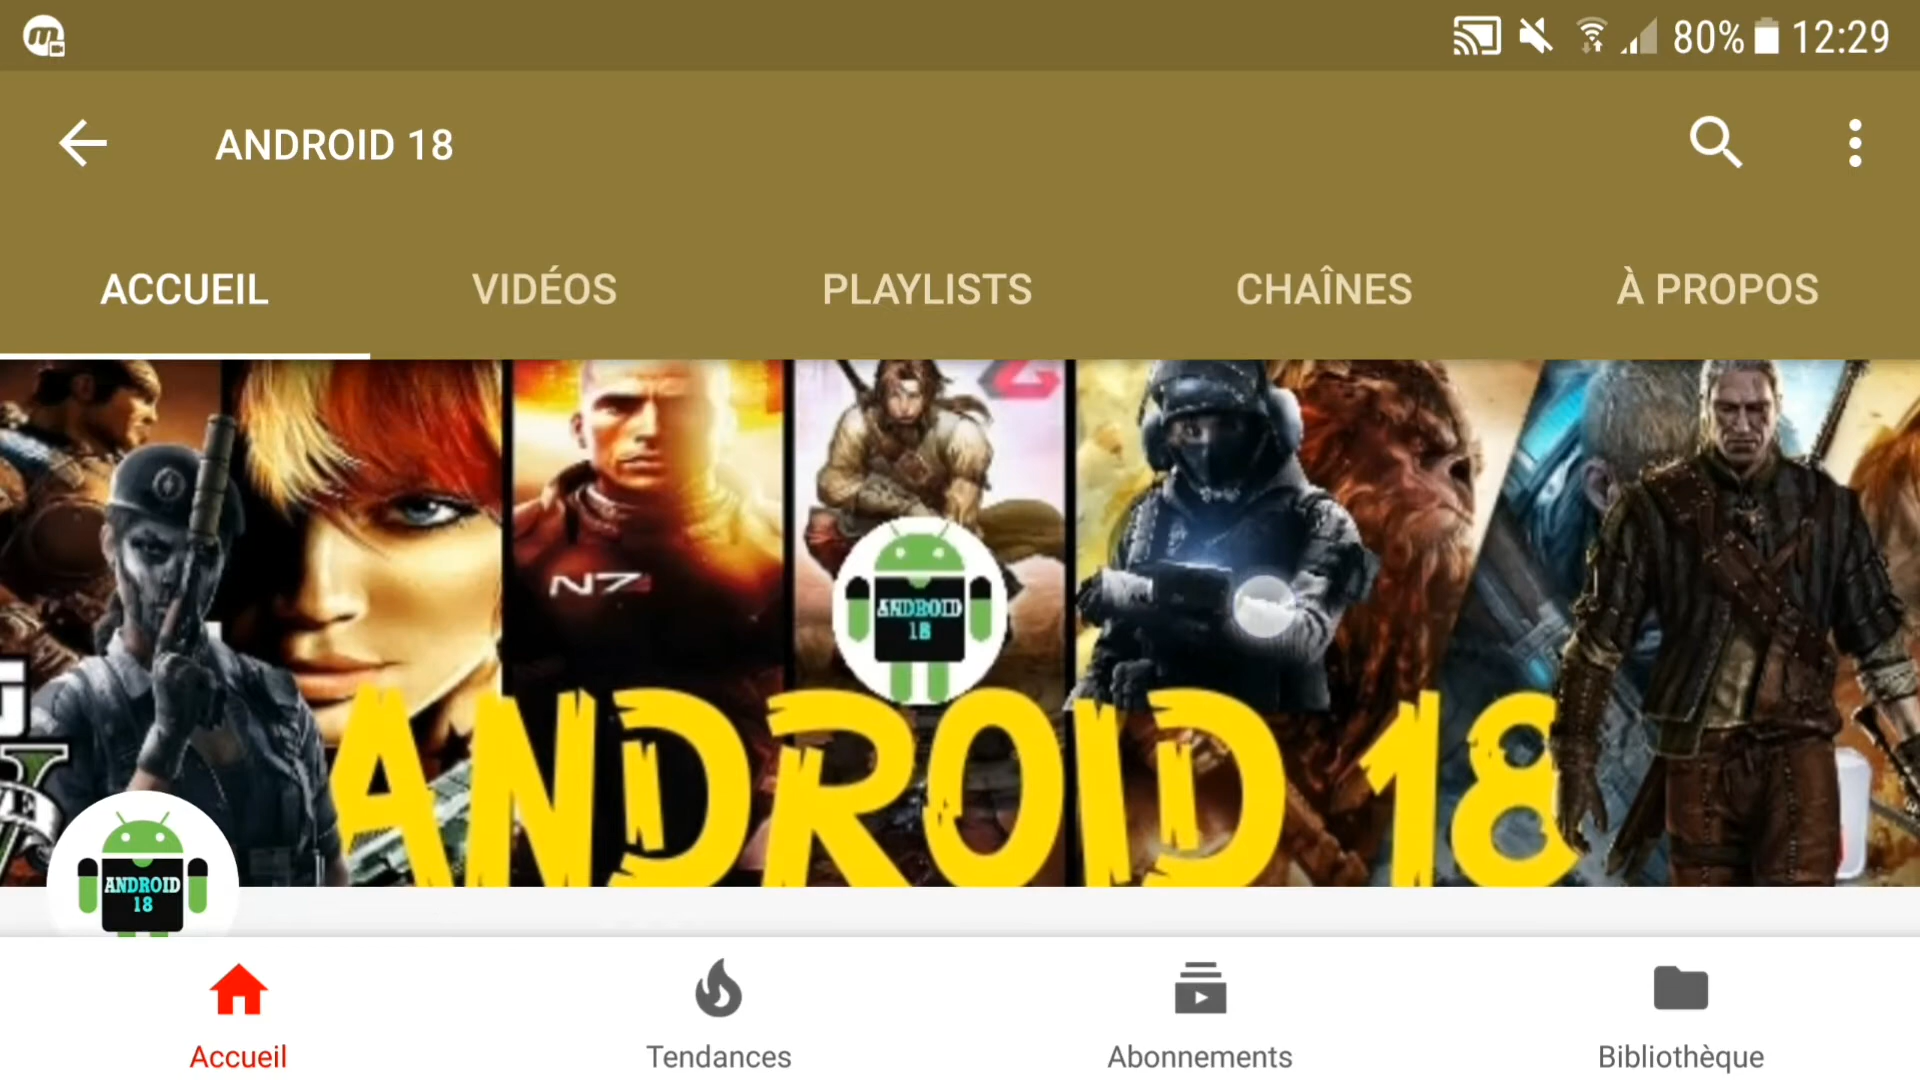 80% 12:29
ANDROID 18
ACCUEIL VIDÉOS PLAYLISTS CHAÎNES À PROPOS
N7
ANDROID
18
ANDROID 18
ANDROID
18
Accueil Tendances Abonnements Bibliothèque